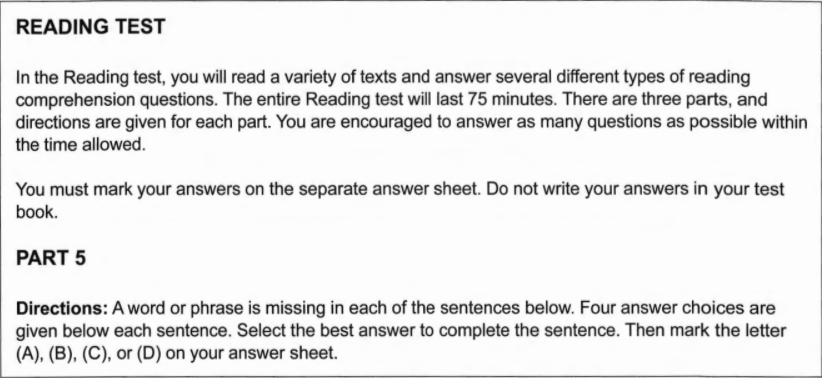 READING TEST
In the Reading test, you will read a variety of texts and answer several different types of reading
comprehension questions. The entire Reading test will last 75 minutes. There are three parts, and
directions are given for each part. You are encouraged to answer as many questions as possible within
the time allowed.
You must mark your answers on the separate answer sheet. Do not write your answers in your test
book.
PART 5
Directions: A word or phrase is missing in each of the sentences below. Four answer choices are
given below each sentence. Select the best answer to complete the sentence. Then mark the letter
(A), (B), (C), or (D) on your answer sheet.